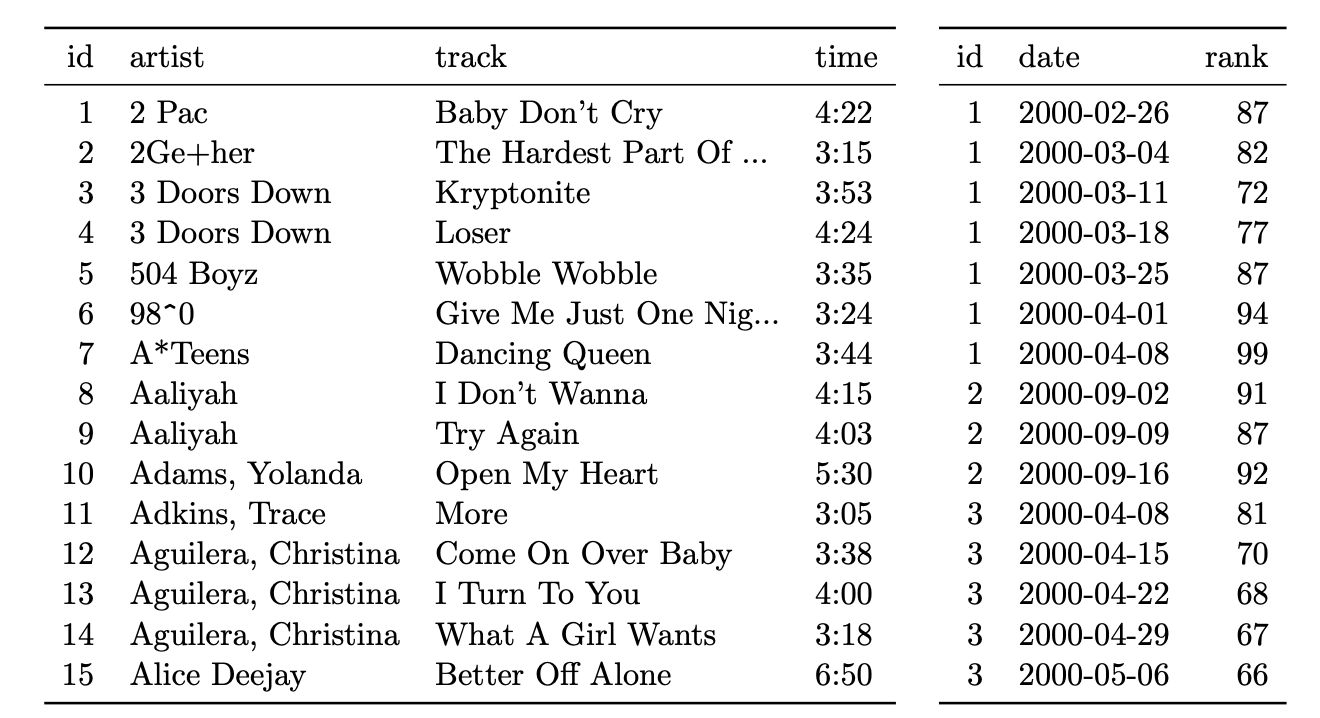 id artist track time id date rank
1 2 Pac Baby Don't Cry 4:22 1 2000-02-26 87
2 2Ge+her The Hardest Part Of ... 3:15 1 2000-03-04 82
3 3 Doors Down Kryptonite 3:53 1 2000-03-11 72
4 3 Doors Down Loser 4:24 1 2000-03-18 77
5 504 Boyz Wobble Wobble 3:35 1 2000-03-25 87
6 98^0 Give Me Just One Nig... 3:24 1 2000-04-01 94
7 A*Teens Dancing Queen 3:44 1 2000-04-08 99
8 Aaliyah I Don't Wanna 4:15 2 2000-09-02 91
9 Aaliyah Try Again 4:03 2 2000-09-09 87
10 Adams, Yolanda Open My Heart 5:30 2 2000-09-16 92
11 Adkins, Trace More 3:05 3 2000-04-08 81
12 Aguilera, Christina Come On Over Baby 3:38 3 2000-04-15 70
13 Aguilera, Christina I Turn To You 4:00 3 2000-04-22 68
14 Aguilera, Christina What A Girl Wants 3:18 3 2000-04-29 67
15 Alice Deejay Better Off Alone 6:50 3 2000-05-06 66